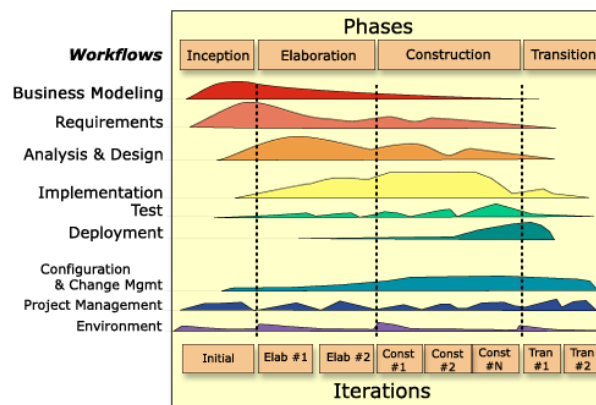 Phases
Workflows
Inception
Elaboration
Construction
Transition
Business Modeling
Requirements
Analysis & Design
Implementation
Test
Deployment
Configuration
& Change Mgmt
Project Management
Environment
Initial
Elab #1
Elab #2
Const
#1
Const
#2
Const
#N
Tran
#1
Tran
#2
Iterations